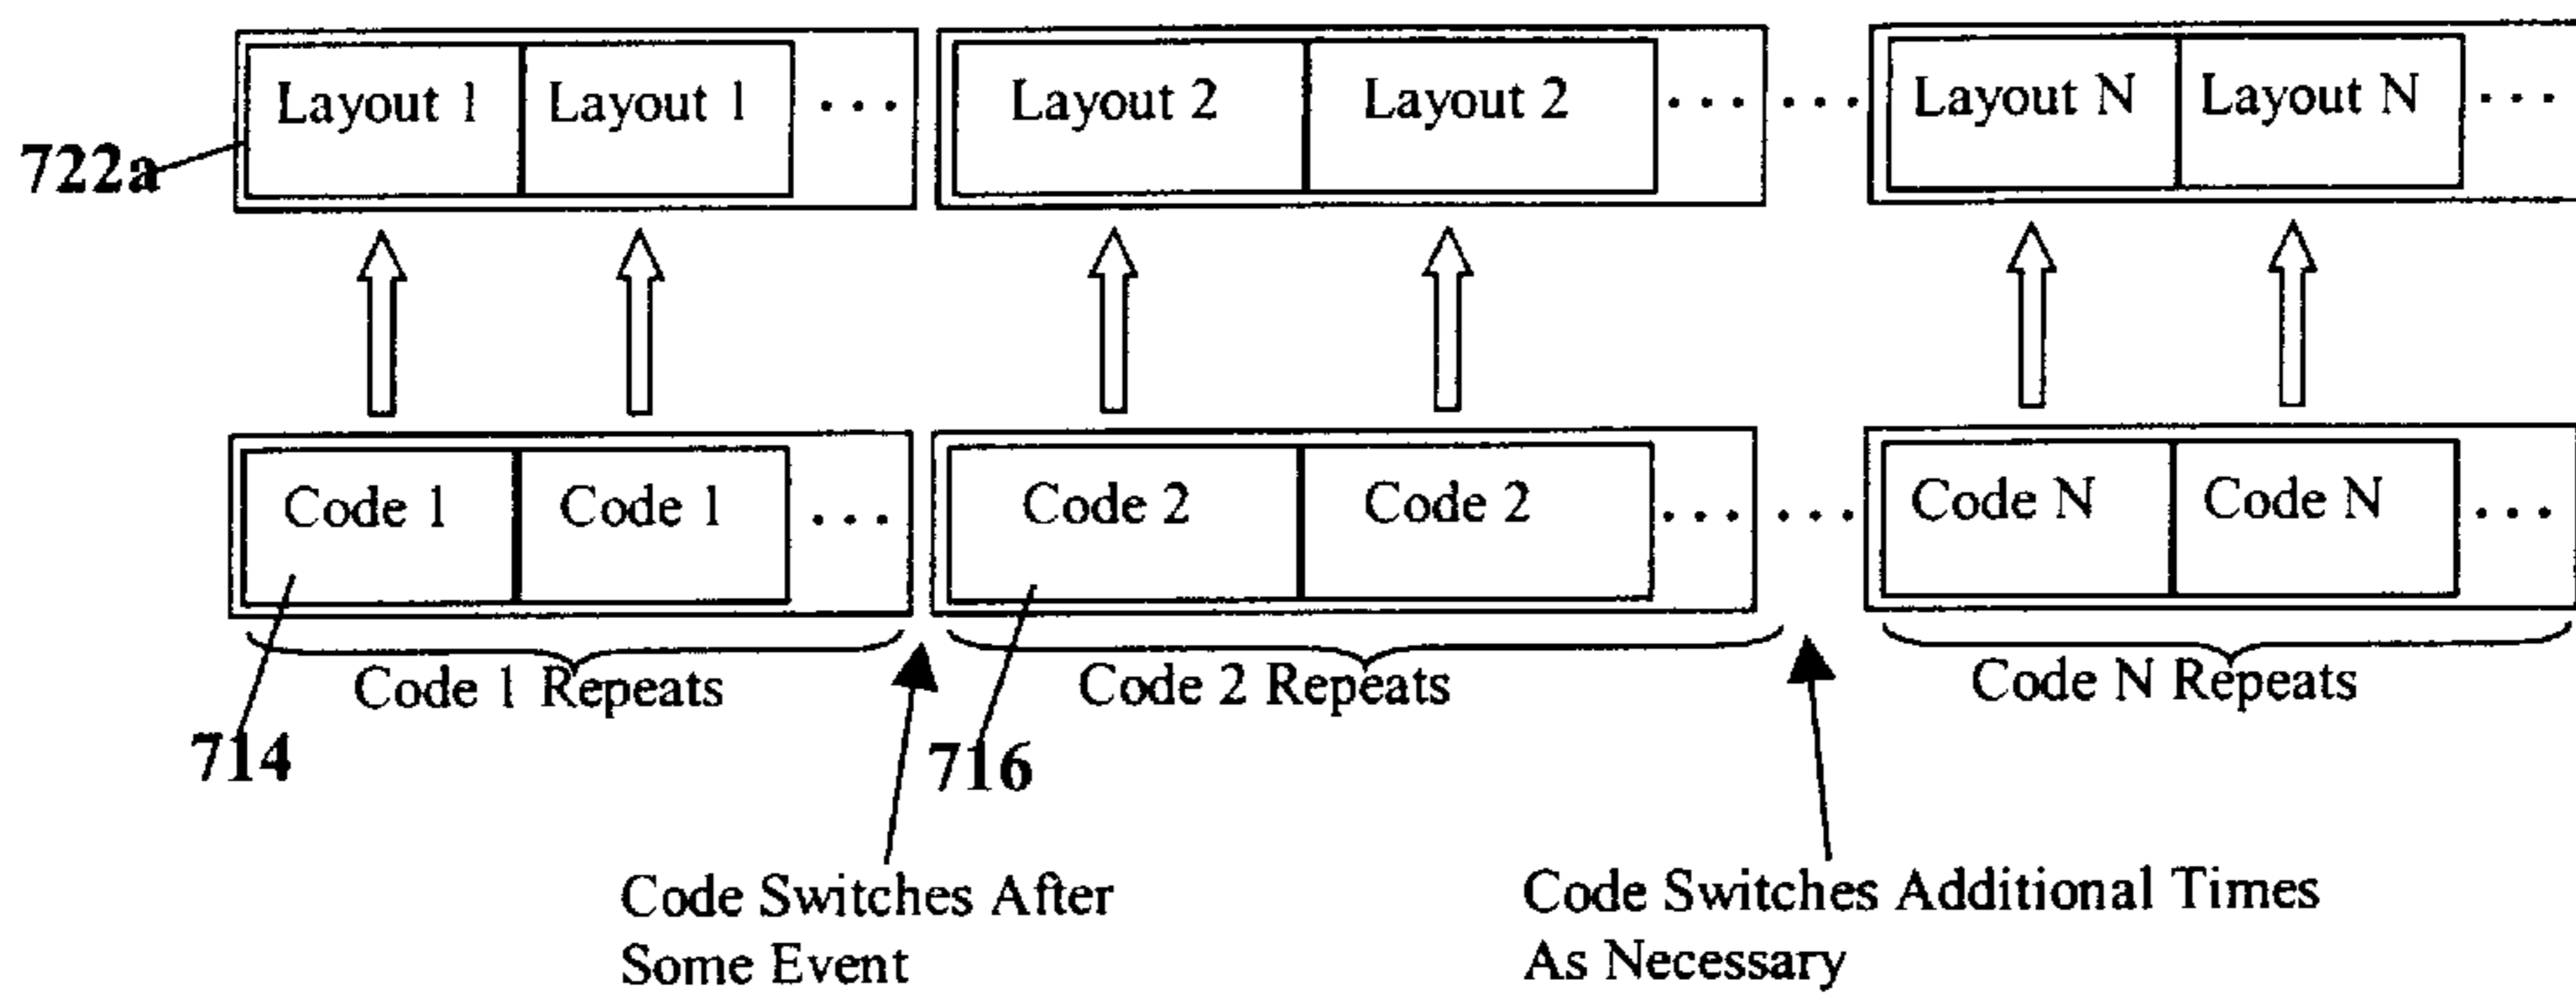 Layout 1 Layout 1 ... Layout 2 Layout 2 ... ... Layout N Layout N ...
722a
Code 1 Code 1 ... Code 2 Code 2 ... ... Code N Code N ...
Code 1 Repeats Code 2 Repeats Code N Repeats
714 716
Code Switches After
Some Event
Code Switches Additional Times
As Necessary